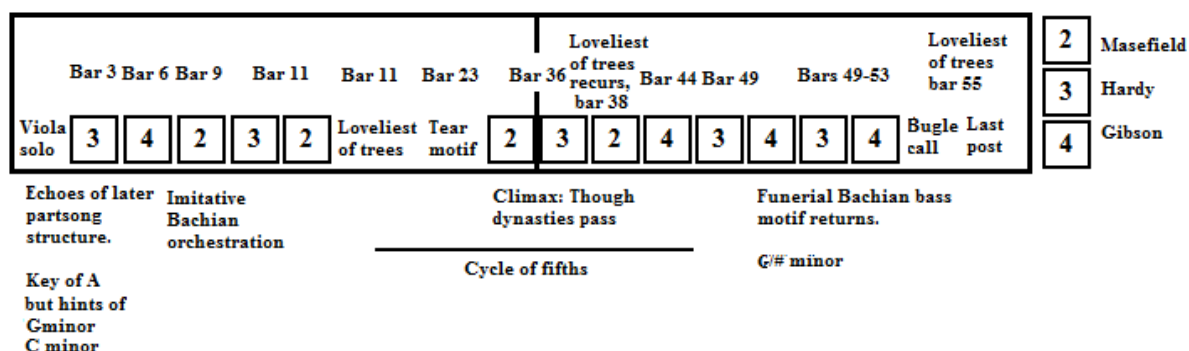 Loveliest
of trees
recurs,
bar 38
Loveliest
of trees
bar 55
Bar 3 Bar 6 Bar 9 Bar 11 Bar 11 Bar 23 Bar 36 Bar 44 Bar 49 Bars 49-53
Viola
solo
3 4 2 3 2
Loveliest
of trees
Tear
motif
2 3 2 4 3 4 3 4
Bugle
call
Last
post
2 Masefield
3 Hardy
4 Gibson
Echoes of later
partsong
structure.
Imitative
Bachian
orchestration
Climax: Though
dynasties pass
Funerial Bachian bass
motif returns.
Cycle of fifths
G/# minor
Key of A
but hints of
Gminor
C minor